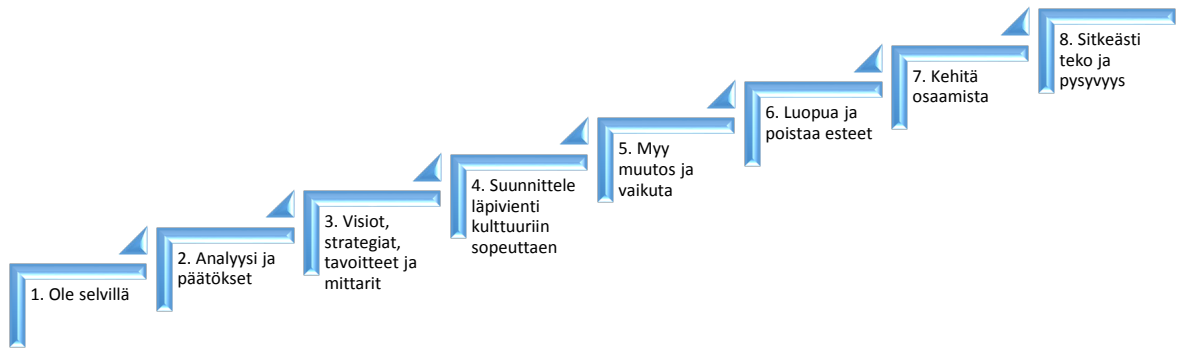 1. Ole selvillä
2. Analyysi ja
päätökset
3. Visiot,
strategiat,
tavoitteet ja
mittarit
4. Suunnittele
läpivienti
kulttuuriin
sopeuttaen
5. Myy
muutos ja
vaikuta
6. Luopua ja
poistaa esteet
7. Kehitä
osaamista
8. Sitkeästi
teko ja
pysyvyys